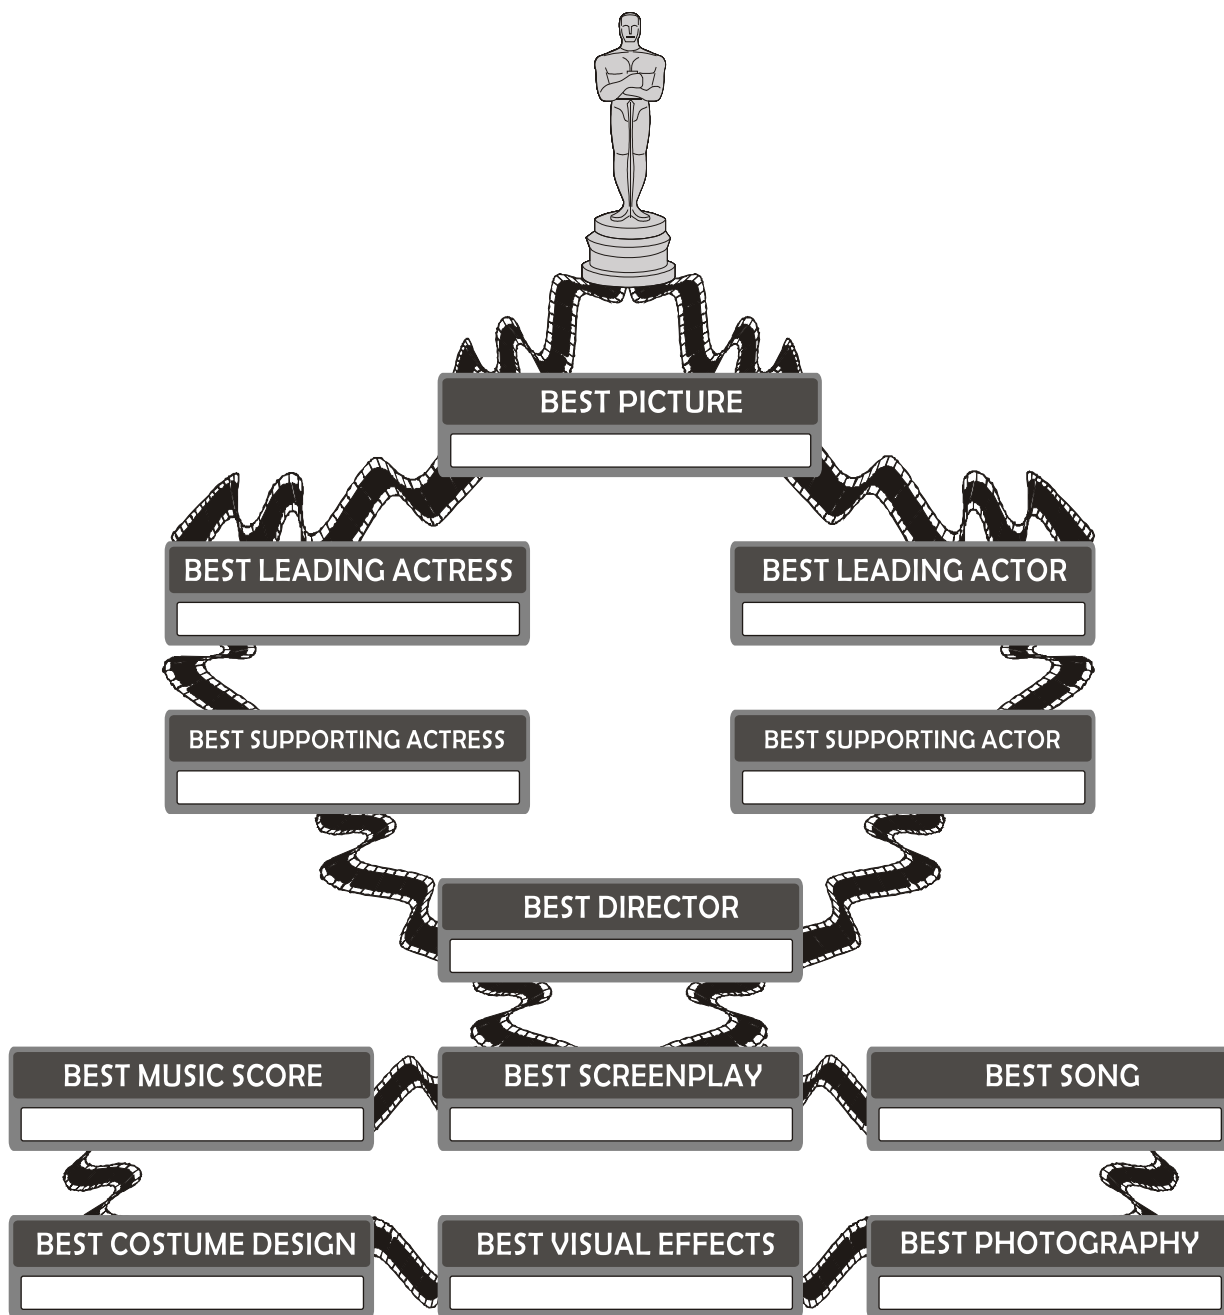 BEST PICTURE
BEST LEADING ACTRESS
BEST LEADING ACTOR
BEST SUPPORTING ACTRESS
BEST SUPPORTING ACTOR
BEST DIRECTOR
BEST MUSIC SCORE
BEST SCREENPLAY
BEST SONG
BEST COSTUME DESIGN
BEST VISUAL EFFECTS
BEST PHOTOGRAPHY